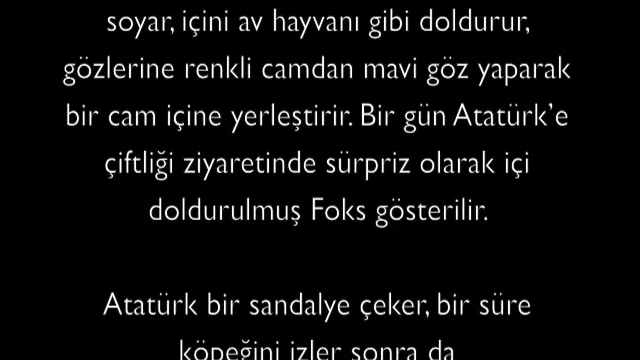 soyar, içini av hayvanı gibi doldurur,
gözlerine renkli camdan mavi göz yaparak
bir cam içine yerleştirir. Bir gün Atatürk’e
çiftliği ziyaretinde sürpriz olarak içi
doldurulmuş Foks gösterilir.
Atatürk bir sandalye çeker, bir süre
köpeğini izler sonra da